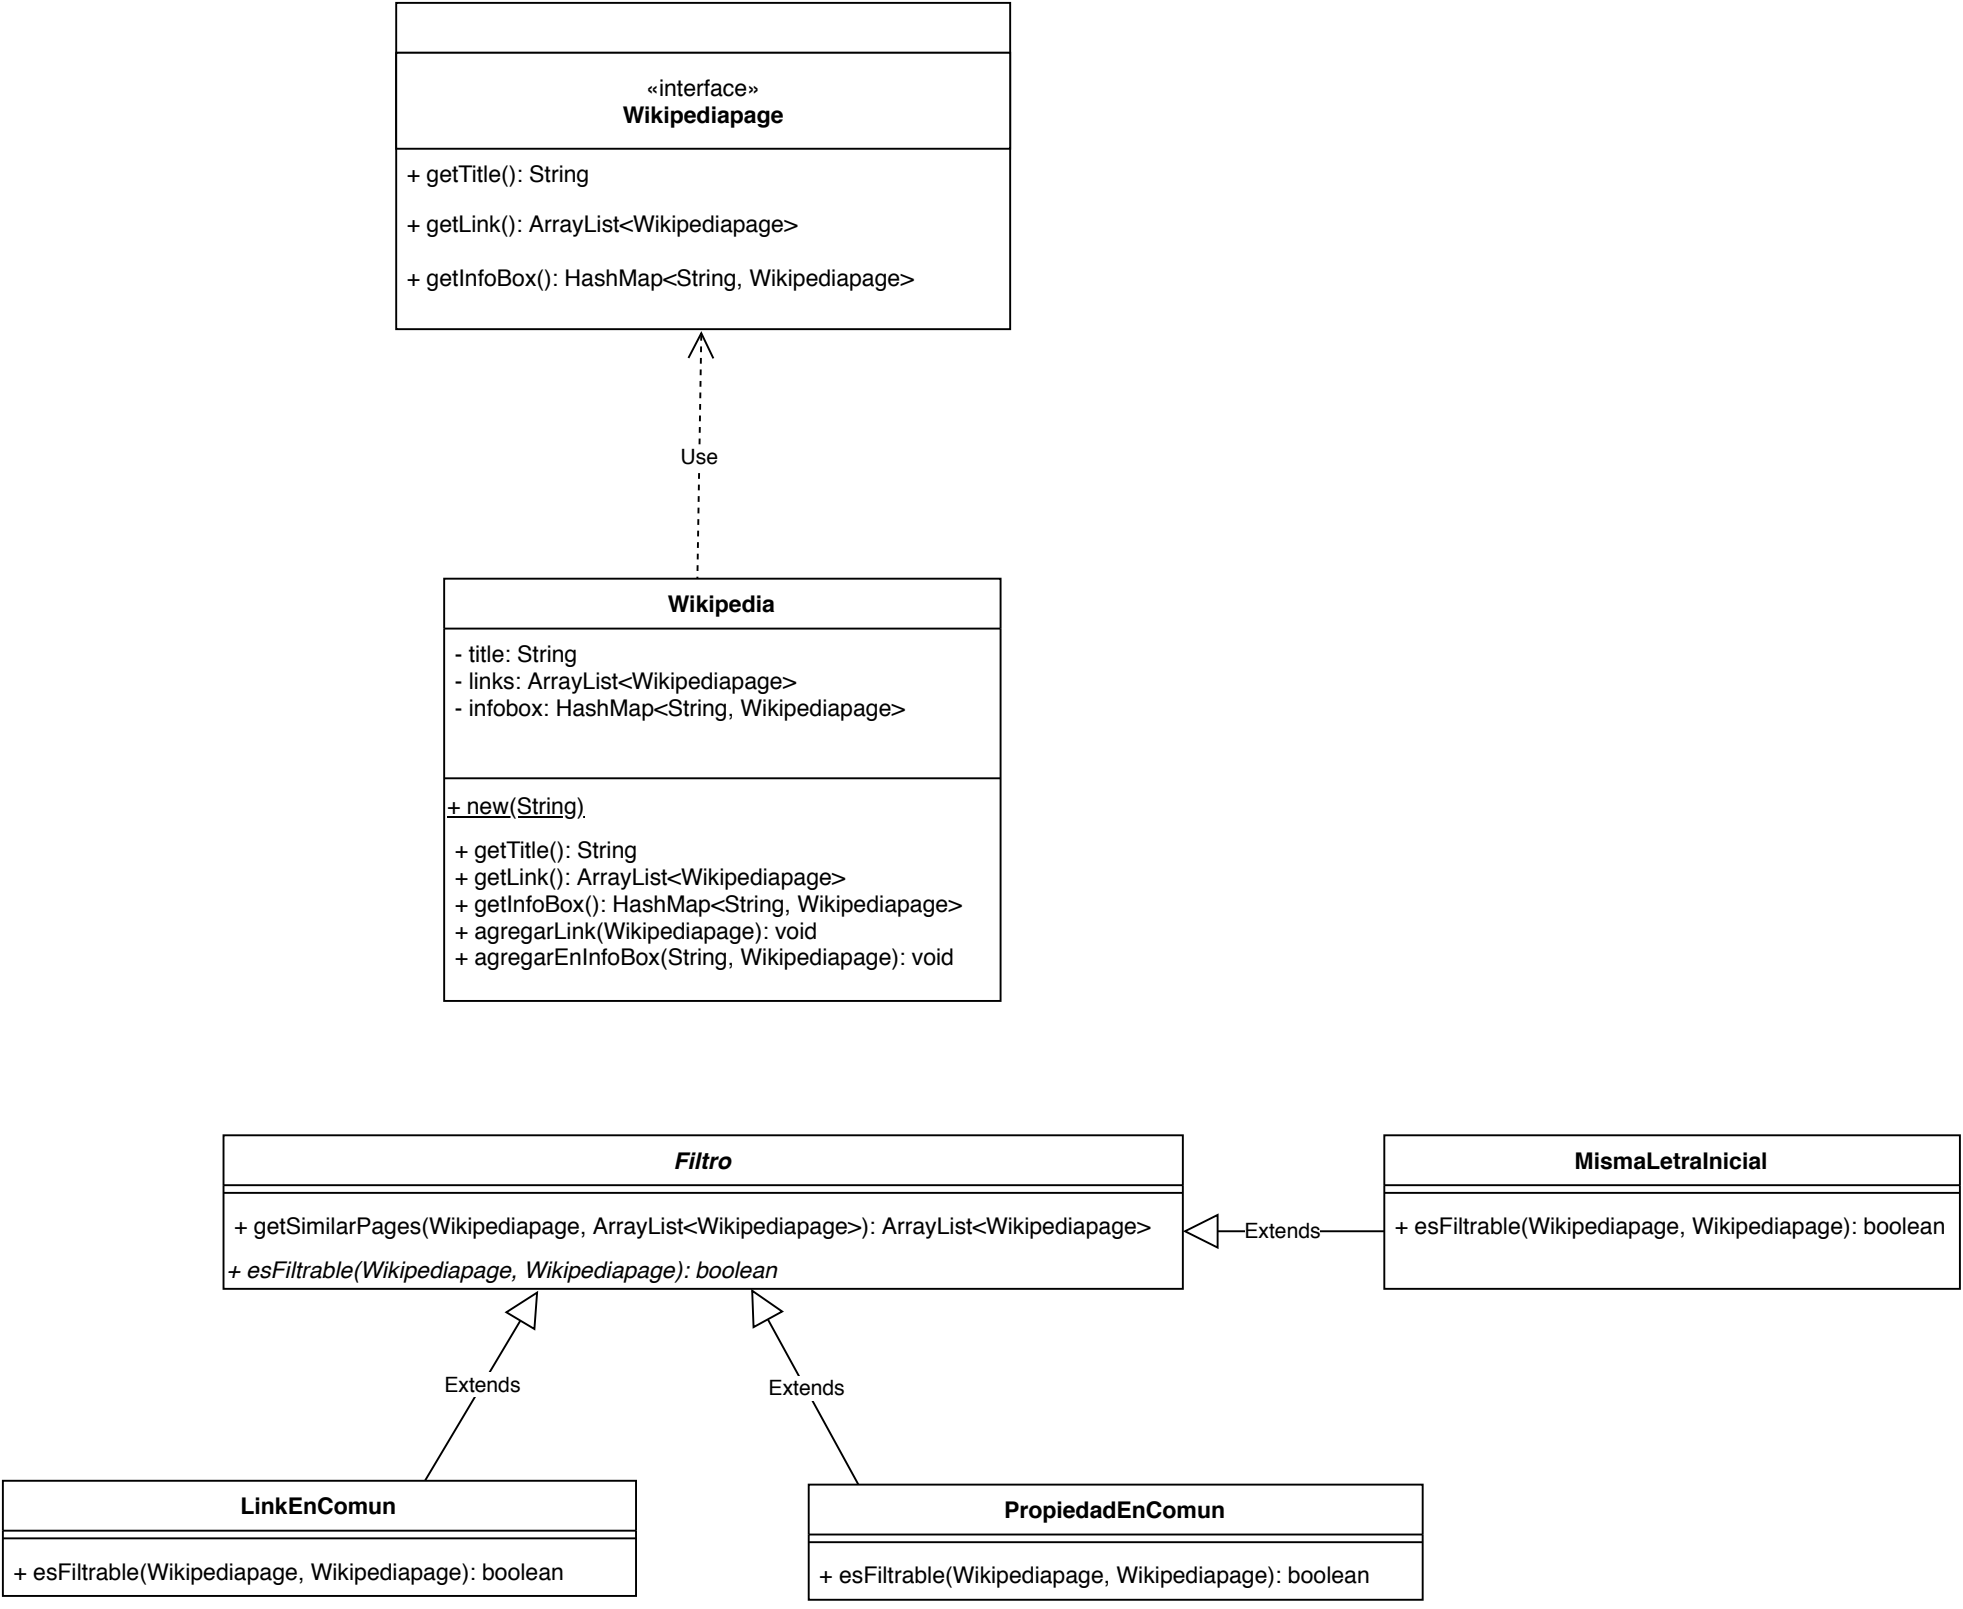 «interface»
Wikipediapage
+ getTitle(): String
+ getLink(): ArrayList<Wikipediapage>
+ getInfoBox(): HashMap<String, Wikipediapage>
Use
Wikipedia
- title: String
- links: ArrayList<Wikipediapage>
- infobox: HashMap<String, Wikipediapage>
+ new(String)
+ getTitle(): String
+ getLink(): ArrayList<Wikipediapage>
+ getInfoBox(): HashMap<String, Wikipediapage>
+ agregarLink(Wikipediapage): void
+ agregarEnInfoBox(String, Wikipediapage): void
Filtro
+ getSimilarPages(Wikipediapage, ArrayList<Wikipediapage>): ArrayList<Wikipediapage>
+ esFiltrable(Wikipediapage, Wikipediapage): boolean
Extends
MismaLetraInicial
+ esFiltrable(Wikipediapage, Wikipediapage): boolean
Extends
Extends
LinkEnComun
+ esFiltrable(Wikipediapage, Wikipediapage): boolean
PropiedadEnComun
+ esFiltrable(Wikipediapage, Wikipediapage): boolean